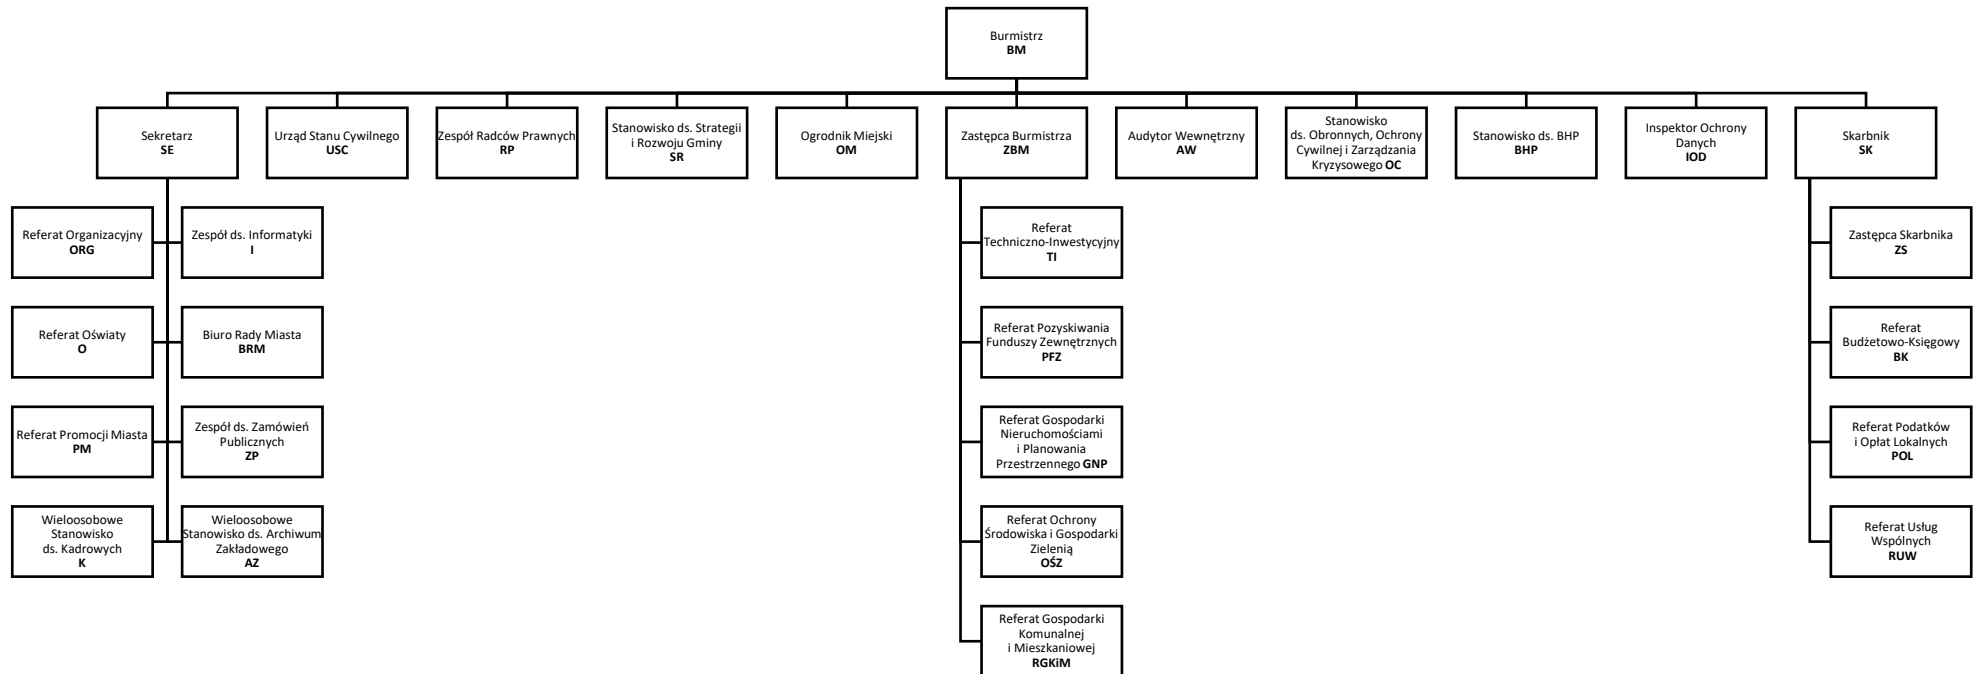 Burmistrz
BM
Sekretarz
SE
Urząd Stanu Cywilnego
USC
Zespół Radców Prawnych
RP
Stanowisko ds. Strategii
i Rozwoju Gminy
SR
Ogrodnik Miejski
OM
Zastępca Burmistrza
ZBM
Audytor Wewnętrzny
AW
Stanowisko
ds. Obronnych, Ochrony
Cywilnej i Zarządzania
Kryzysowego OC
Stanowisko ds. BHP
BHP
Inspektor Ochrony
Danych
IOD
Skarbnik
SK
Referat Organizacyjny
ORG
Zespół ds. Informatyki
I
Referat Oświaty
O
Biuro Rady Miasta
BRM
Referat Promocji Miasta
PM
Zespół ds. Zamówień
Publicznych
ZP
Wieloosobowe
Stanowisko
ds. Kadrowych
K
Wieloosobowe
Stanowisko ds. Archiwum
Zakładowego
AZ
Referat
Techniczno-Inwestycyjny
TI
Referat Pozyskiwania
Funduszy Zewnętrznych
PFZ
Referat Gospodarki
Nieruchomościami
i Planowania
Przestrzennego GNP
Referat Ochrony
Środowiska i Gospodarki
Zielenią
OŚZ
Referat Gospodarki
Komunalnej
i Mieszkaniowej
RGKiM
Zastępca Skarbnika
ZS
Referat
Budżetowo-Księgowy
BK
Referat Podatków
i Opłat Lokalnych
POL
Referat Usług
Wspólnych
RUW